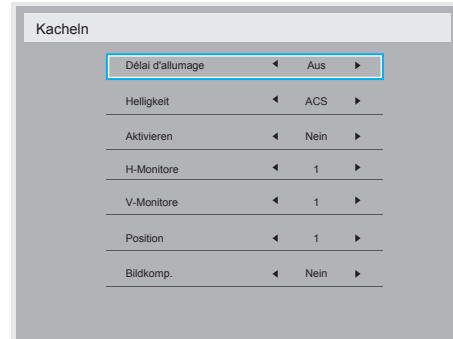 Kacheln
Délai d'allumage Aus
Helligkeit ACS
Aktivieren Nein
H-Monitore 1
V-Monitore 1
Position 1
Bildkomp. Nein